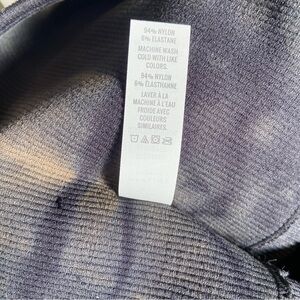 94% NYLON
6% ELASTANE
MACHINE WASH
COLD WITH LIKE
COLORS.
94% NYLON
6% ÉLASTHANNE
LAVER À LA
MACHINE À L'EAU
FROIDE AVEC
COULEURS
SIMILAIRES.